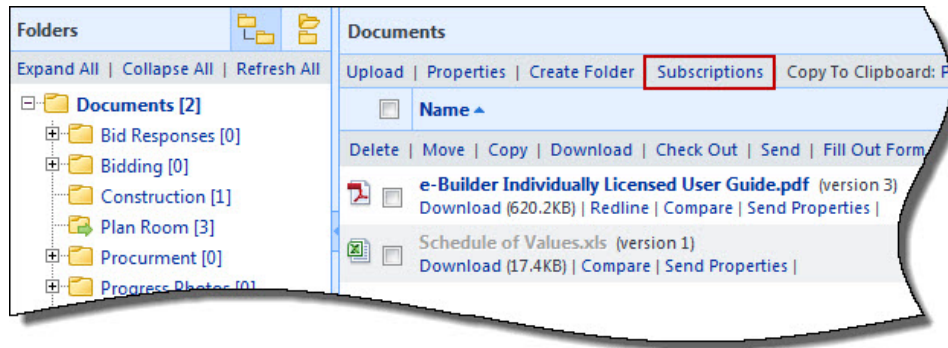 Folders
Expand All | Collapse All | Refresh All
Documents [2]
Bid Responses [0]
Bidding [0]
Construction [1]
Plan Room [3]
Procurment [0]
Progress Photos [0]
Documents
Upload | Properties | Create Folder | Subscriptions | Copy To Clipboard:
Name
Delete | Move | Copy | Download | Check Out | Send | Fill Out Form
e-Builder Individually Licensed User Guide.pdf (version 3)
Download (620.2KB) | Redline | Compare | Send Properties |
Schedule of Values.xls (version 1)
Download (17.4KB) | Compare | Send Properties |